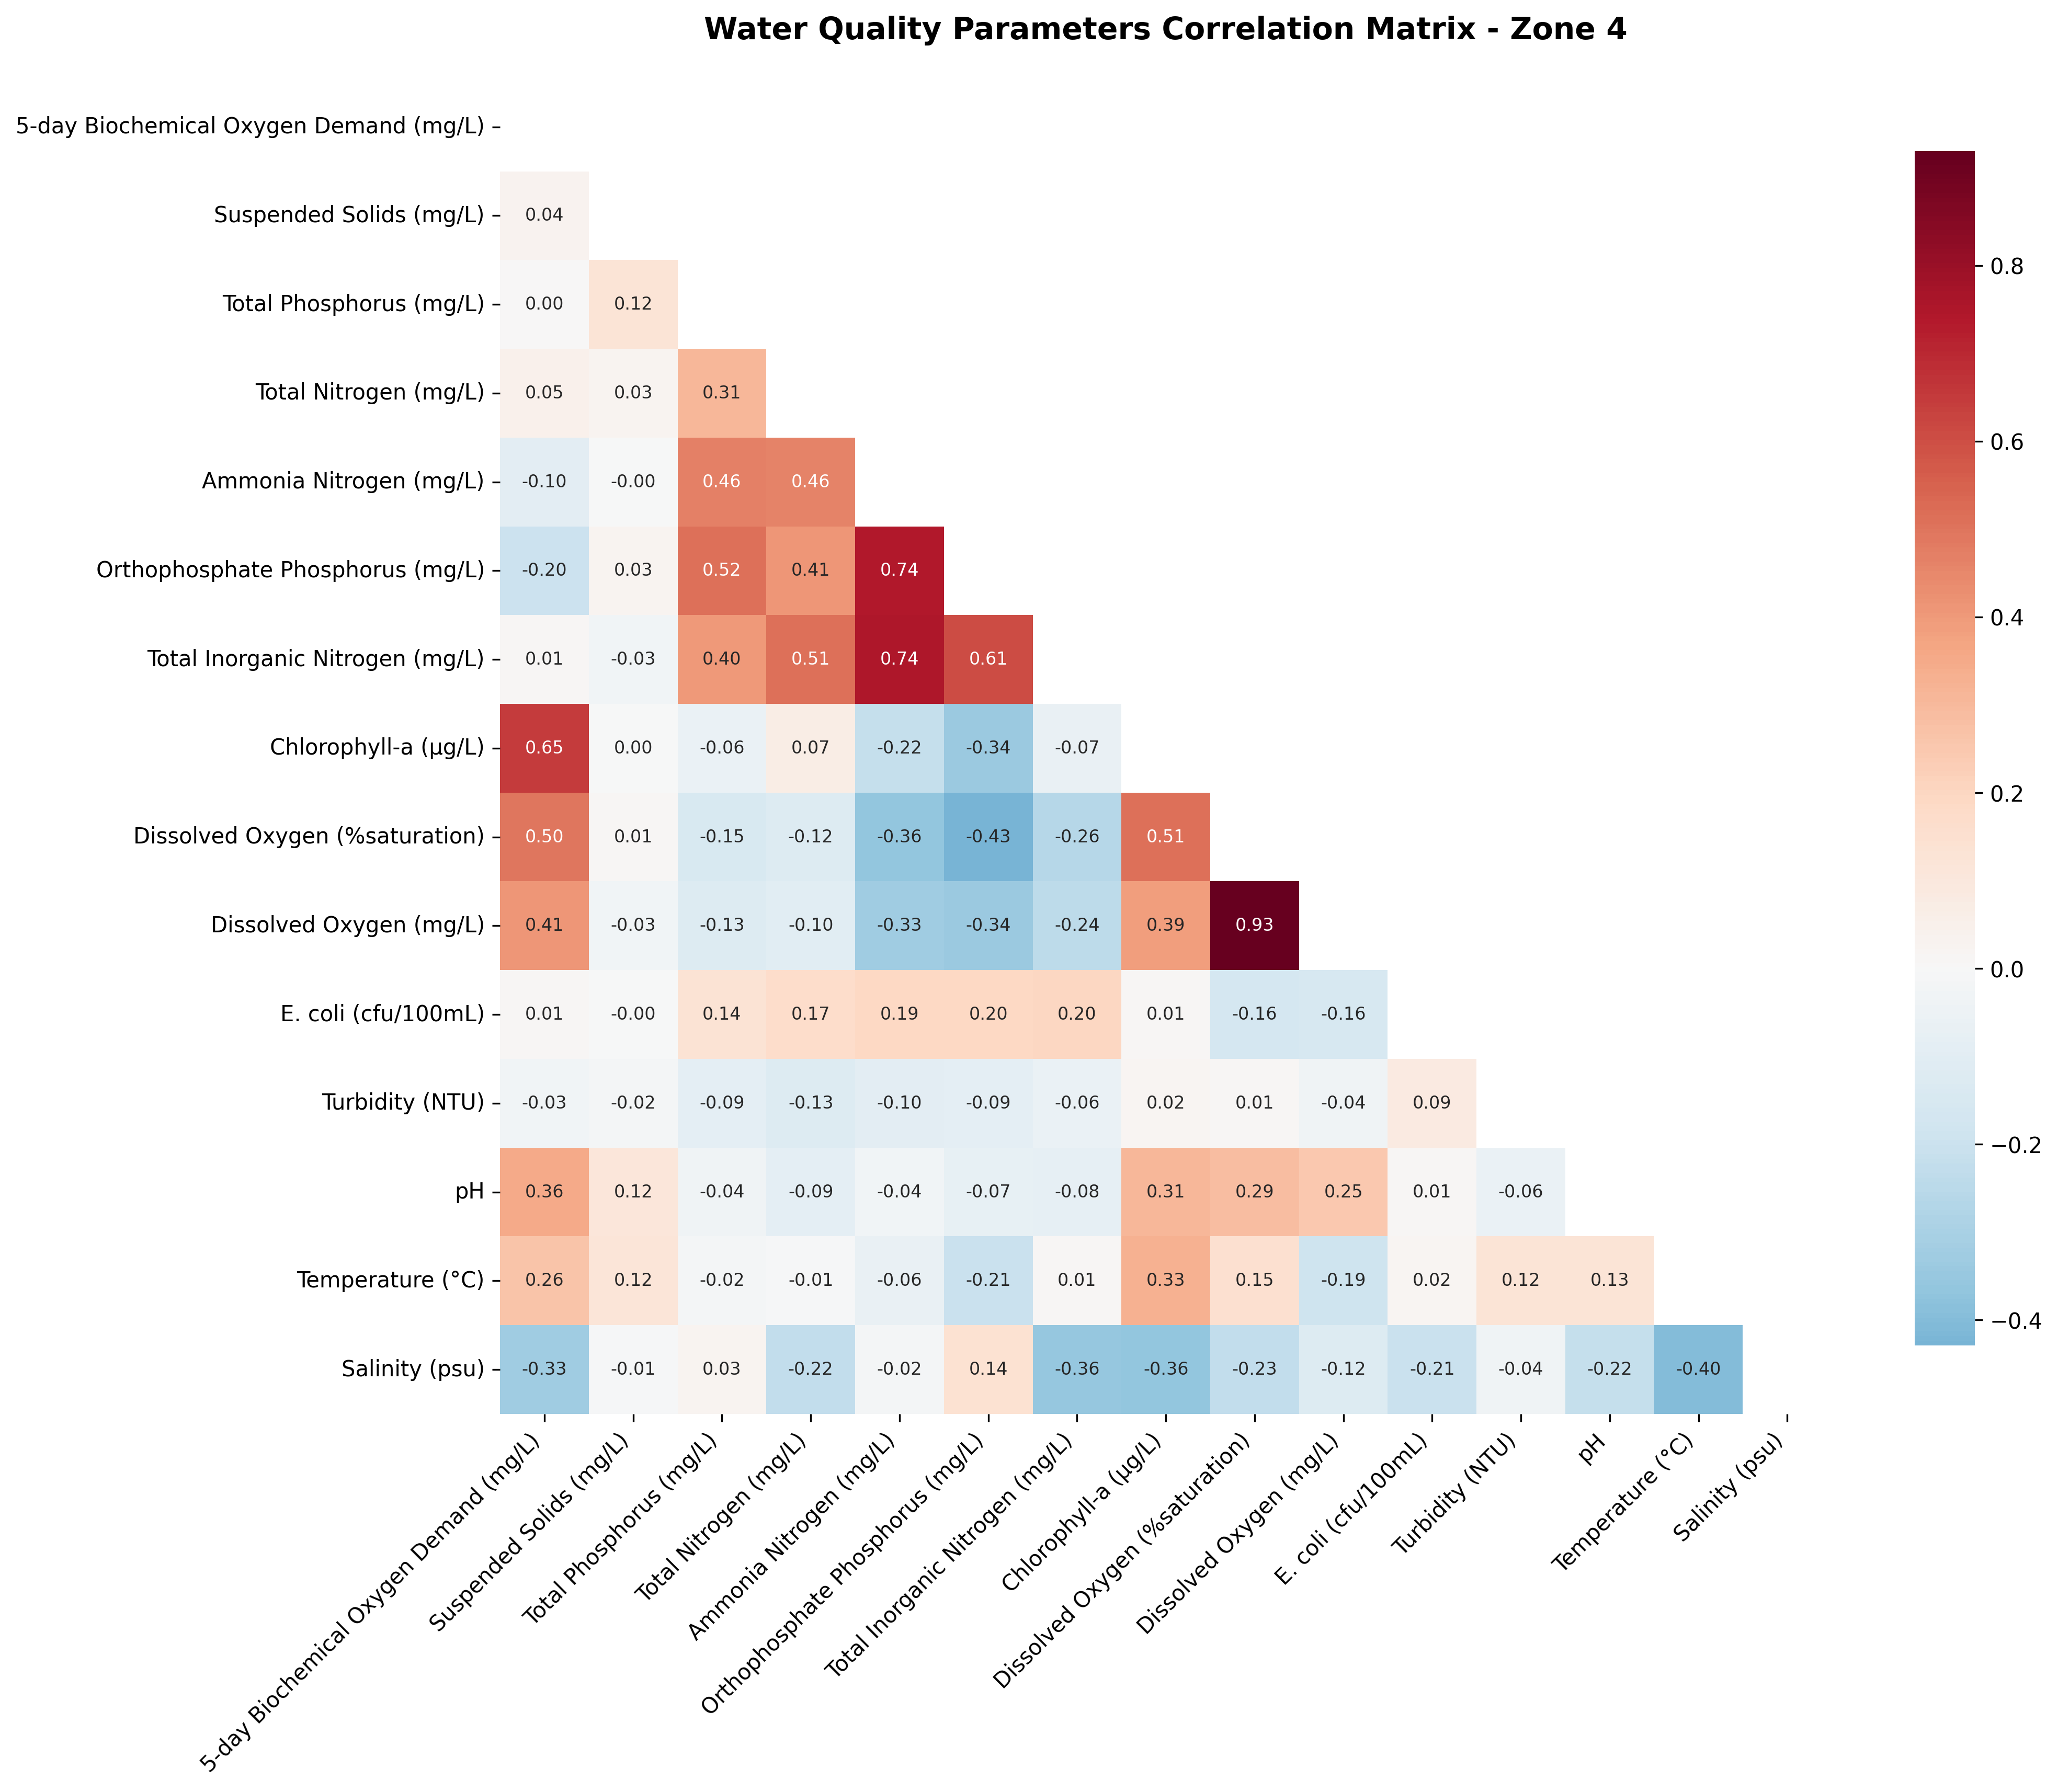 Water Quality Parameters Correlation Matrix - Zone 4
5-day Biochemical Oxygen Demand (mg/L)
Suspended Solids (mg/L) 0.04
Total Phosphorus (mg/L) 0.00 0.12
Total Nitrogen (mg/L) 0.05 0.03 0.31
Ammonia Nitrogen (mg/L) -0.10 -0.00 0.46 0.46
Orthophosphate Phosphorus (mg/L) -0.20 0.03 0.52 0.41 0.74
Total Inorganic Nitrogen (mg/L) 0.01 -0.03 0.40 0.51 0.74 0.61
Chlorophyll-a (μg/L) 0.65 0.00 -0.06 0.07 -0.22 -0.34 -0.07
Dissolved Oxygen (%saturation) 0.50 0.01 -0.15 -0.12 -0.36 -0.43 -0.26 0.51
Dissolved Oxygen (mg/L) 0.41 -0.03 -0.13 -0.10 -0.33 -0.34 -0.24 0.39 0.93
E. coli (cfu/100mL) 0.01 -0.00 0.14 0.17 0.19 0.20 0.20 0.01 -0.16 -0.16
Turbidity (NTU) -0.03 -0.02 -0.09 -0.13 -0.10 -0.09 -0.06 0.02 0.01 -0.04 0.09
pH 0.36 0.12 -0.04 -0.09 -0.04 -0.07 -0.08 0.31 0.29 0.25 0.01 -0.06
Temperature (°C) 0.26 0.12 -0.02 -0.01 -0.06 -0.21 0.01 0.33 0.15 -0.19 0.02 0.12 0.13
Salinity (psu) -0.33 -0.01 0.03 -0.22 -0.02 0.14 -0.36 -0.36 -0.23 -0.12 -0.21 -0.04 -0.22 -0.40
5-day Biochemical Oxygen Demand (mg/L)
Suspended Solids (mg/L)
Total Phosphorus (mg/L)
Total Nitrogen (mg/L)
Ammonia Nitrogen (mg/L)
Orthophosphate Phosphorus (mg/L)
Total Inorganic Nitrogen (mg/L)
Chlorophyll-a (μg/L)
Dissolved Oxygen (%saturation)
Dissolved Oxygen (mg/L)
E. coli (cfu/100mL)
Turbidity (NTU)
pH
Temperature (°C)
Salinity (psu)
0.8
0.6
0.4
0.2
0.0
−0.2
−0.4